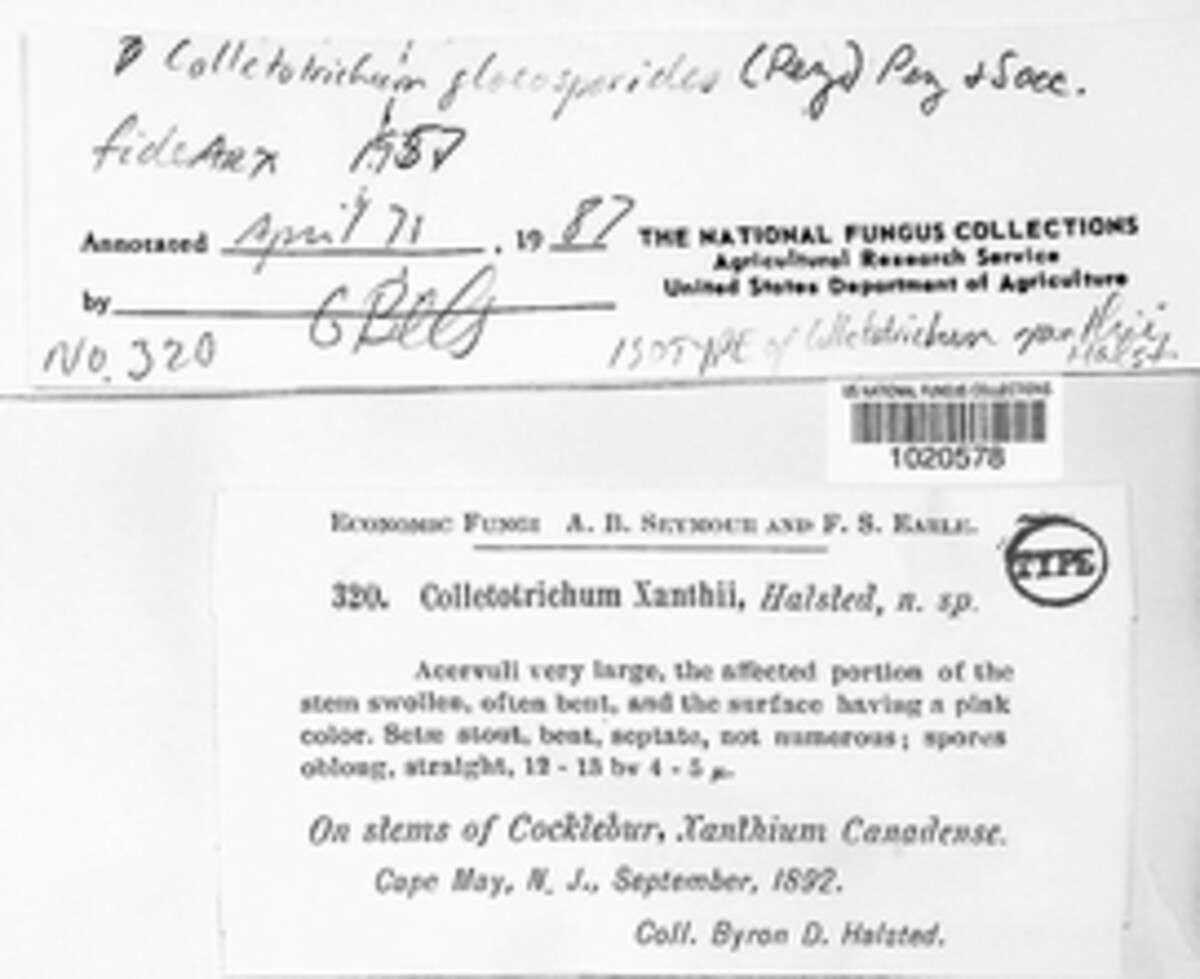 Colletotrichum gloeosporides (Penz) Penz & Sacc.
fide Arx 1957
Annotated April 71, 1987
by G Bills
THE NATIONAL FUNGUS COLLECTIONS
Agricultural Research Service
United States Department of Agriculture
No. 320
ISOTYPE of Colletotrichum xanthii
Halst
US NATIONAL FUNGUS COLLECTIONS
1020578
ECONOMIC FUNGI A. B. SEYMOUR AND F. S. EARLE.
TYPE
320. Colletotrichum Xanthii, Halsted, n. sp.
Acervuli very large, the affected portion of the
stem swollen, often bent, and the surface having a pink
color. Setæ stout, bent, septate, not numerous; spores
oblong, straight, 12 - 15 by 4 - 5 μ.
On stems of Cocklebur, Xanthium Canadense.
Cape May, N. J., September, 1892.
Coll. Byron D. Halsted.